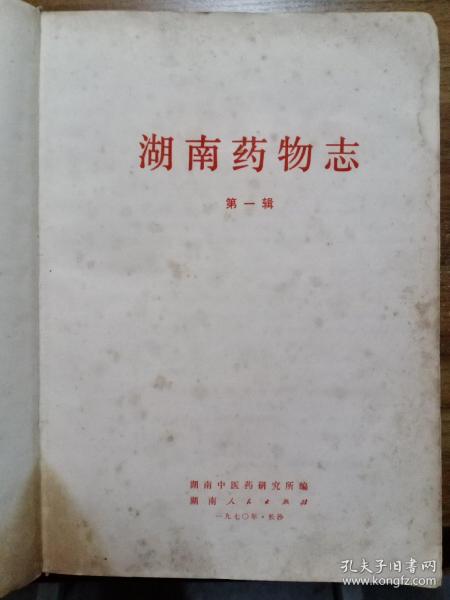 湖南药物志
第一辑
湖南中医药研究所编
湖南人民出版社
一九七〇年·长沙
孔夫子旧书网
www.kongfz.com